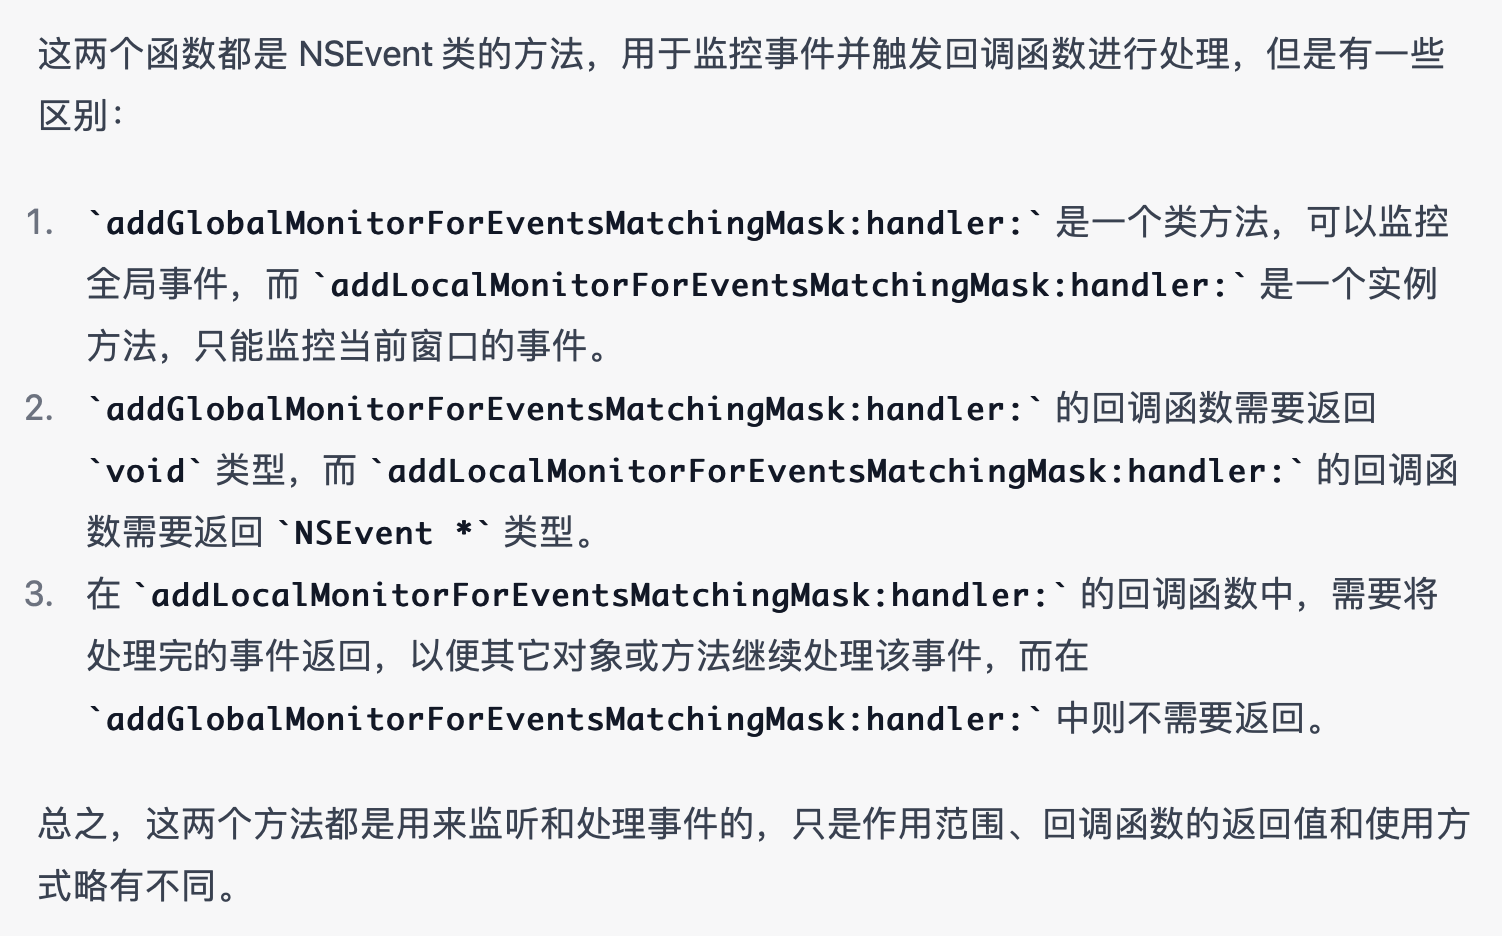 这两个函数都是 NSEvent 类的方法，用于监控事件并触发回调函数进行处理，但是有一些
区别：
1. `addGlobalMonitorForEventsMatchingMask:handler:` 是一个类方法，可以监控
全局事件，而 `addLocalMonitorForEventsMatchingMask:handler:` 是一个实例
方法，只能监控当前窗口的事件。
2. `addGlobalMonitorForEventsMatchingMask:handler:` 的回调函数需要返回
`void` 类型，而 `addLocalMonitorForEventsMatchingMask:handler:` 的回调函
数需要返回 `NSEvent *` 类型。
3. 在 `addLocalMonitorForEventsMatchingMask:handler:` 的回调函数中，需要将
处理完的事件返回，以便其它对象或方法继续处理该事件，而在
`addGlobalMonitorForEventsMatchingMask:handler:` 中则不需要返回。
总之，这两个方法都是用来监听和处理事件的，只是作用范围、回调函数的返回值和使用方
式略有不同。